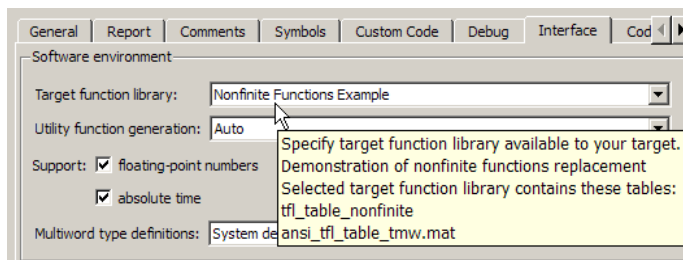 General Report Comments Symbols Custom Code Debug Interface Cod
Software environment
Target function library: Nonfinite Functions Example
Utility function generation: Auto
Specify target function library available to your target.
Support: floating-point numbers
Demonstration of nonfinite functions replacement
Selected target function library contains these tables:
absolute time
tfl_table_nonfinite
Multiword type definitions: System de
ansi_tfl_table_tmw.mat